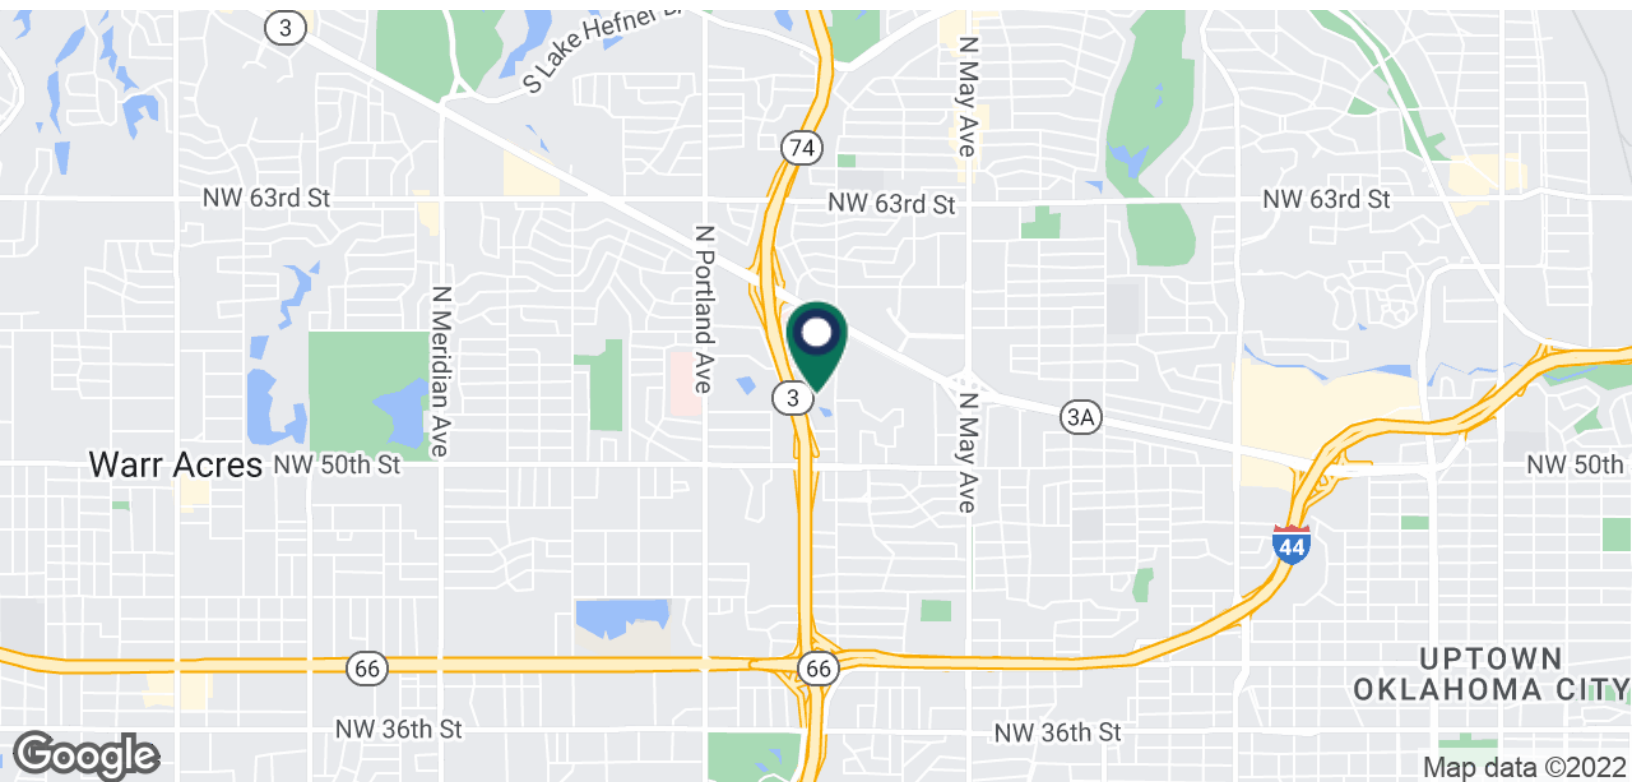 3
S Lake Hefner
N May Ave
74
NW 63rd St
NW 63rd St
NW 63rd St
N Portland Ave
N Meridian Ave
3
N May Ave
3A
Warr Acres
NW 50th St
NW 50th
44
66
66
UPTOWN
OKLAHOMA CITY
NW 36th St
NW 36th St
Google
Map data ©2022